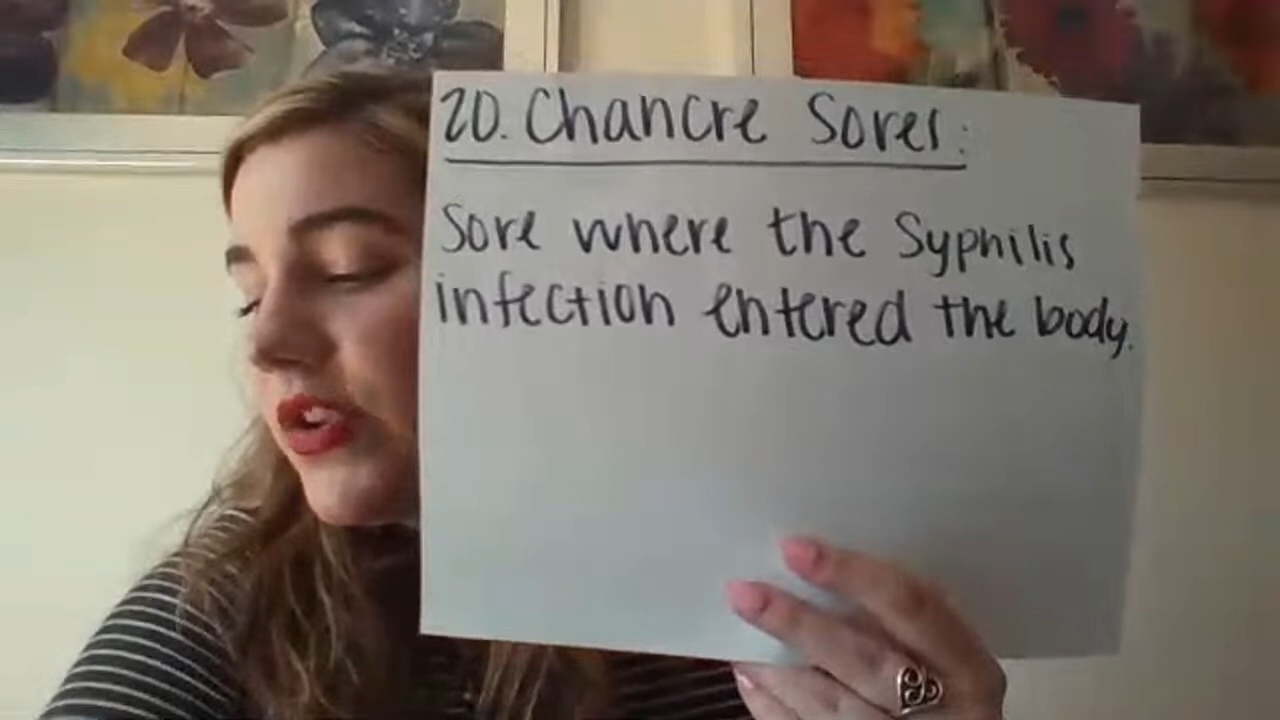 20. Chancre Sores:
Sore where the Syphilis
infection entered the body.